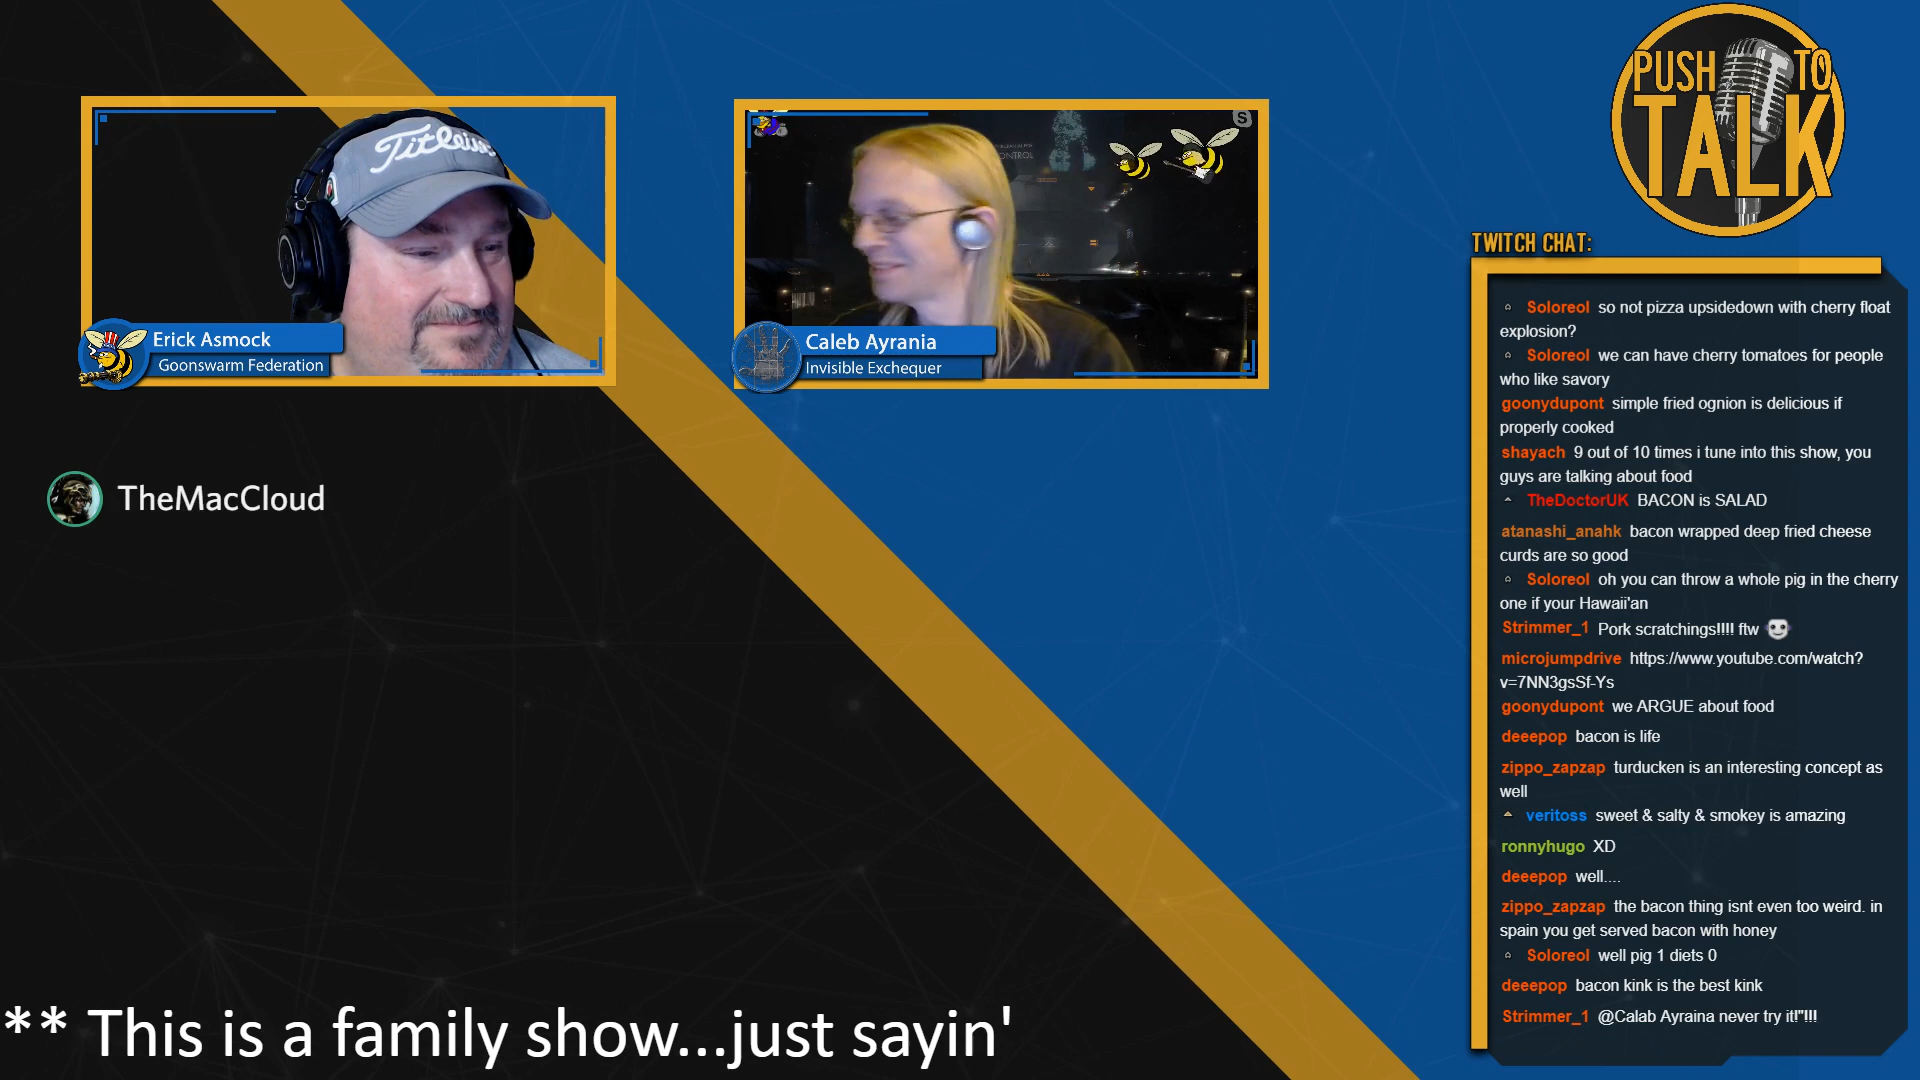 Titleist
Erick Asmock
Goonswarm Federation
S
CONTROL
Caleb Ayrania
Invisible Exchequer
PUSH TO
TALK
TheMacCloud
** This is a family show...just sayin'
TWITCH CHAT:
Soloreol so not pizza upsidedown with cherry float
explosion?
Soloreol we can have cherry tomatoes for people
who like savory
goonydupont simple fried ognion is delicious if
properly cooked
shayach 9 out of 10 times i tune into this show, you
guys are talking about food
TheDoctorUK BACON is SALAD
atanashi_anahk bacon wrapped deep fried cheese
curds are so good
Soloreol oh you can throw a whole pig in the cherry
one if your Hawaii'an
Strimmer_1 Pork scratchings!!!! ftw
microjumpdrive https://www.youtube.com/watch?
v=7NN3gsSf-Ys
goonydupont we ARGUE about food
deeepop bacon is life
zippo_zapzap turducken is an interesting concept as
well
veritoss sweet & salty & smokey is amazing
ronnyhugo XD
deeepop well....
zippo_zapzap the bacon thing isnt even too weird. in
spain you get served bacon with honey
Soloreol well pig 1 diets 0
deeepop bacon kink is the best kink
Strimmer_1 @Calab Ayraina never try it!"!!!